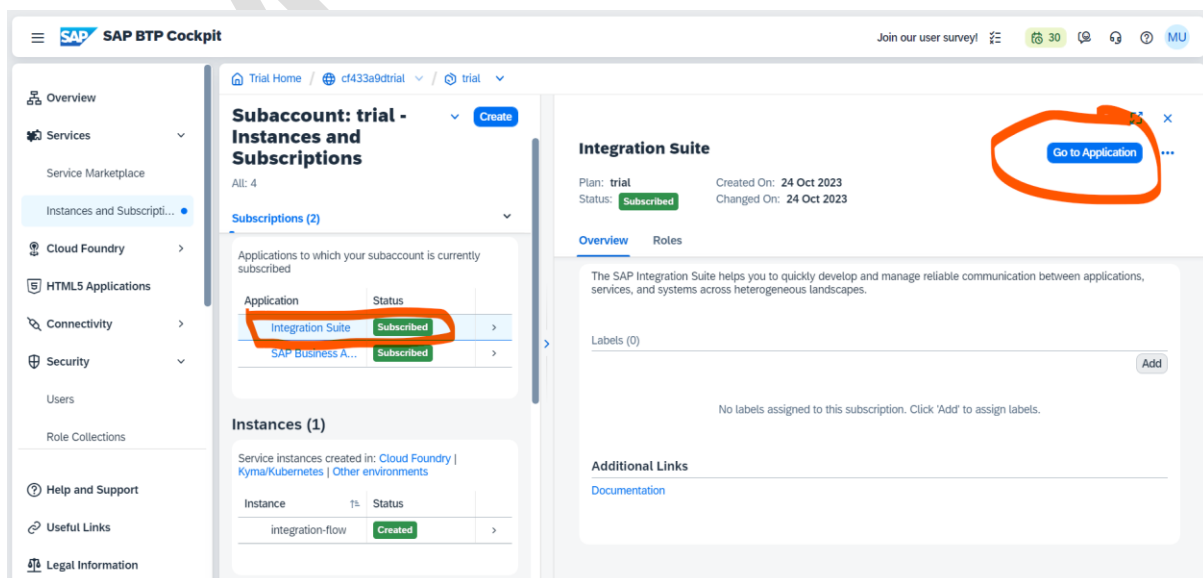 SAP SAP BTP Cockpit
Join our user survey!
30
MU
Overview
Services
Service Marketplace
Instances and Subscripti...
Cloud Foundry
HTML5 Applications
Connectivity
Security
Users
Role Collections
Help and Support
Useful Links
Legal Information
Trial Home / cf433a9dtrial / trial
Subaccount: trial -
Instances and
Subscriptions
Create
All: 4
Subscriptions (2)
Applications to which your subaccount is currently
subscribed
Application Status
Integration Suite Subscribed
SAP Business A... Subscribed
Instances (1)
Service instances created in: Cloud Foundry |
Kyma/Kubernetes | Other environments
Instance Status
integration-flow Created
Integration Suite
Go to Application
Plan: trial Created On: 24 Oct 2023
Status: Subscribed Changed On: 24 Oct 2023
Overview Roles
The SAP Integration Suite helps you to quickly develop and manage reliable communication between applications,
services, and systems across heterogeneous landscapes.
Labels (0)
Add
No labels assigned to this subscription. Click 'Add' to assign labels.
Additional Links
Documentation